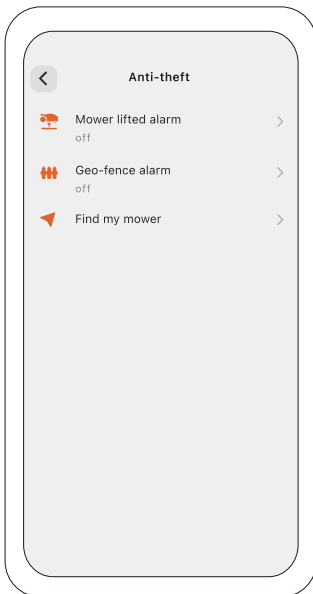 Anti-theft
Mower lifted alarm
off
Geo-fence alarm
off
Find my mower